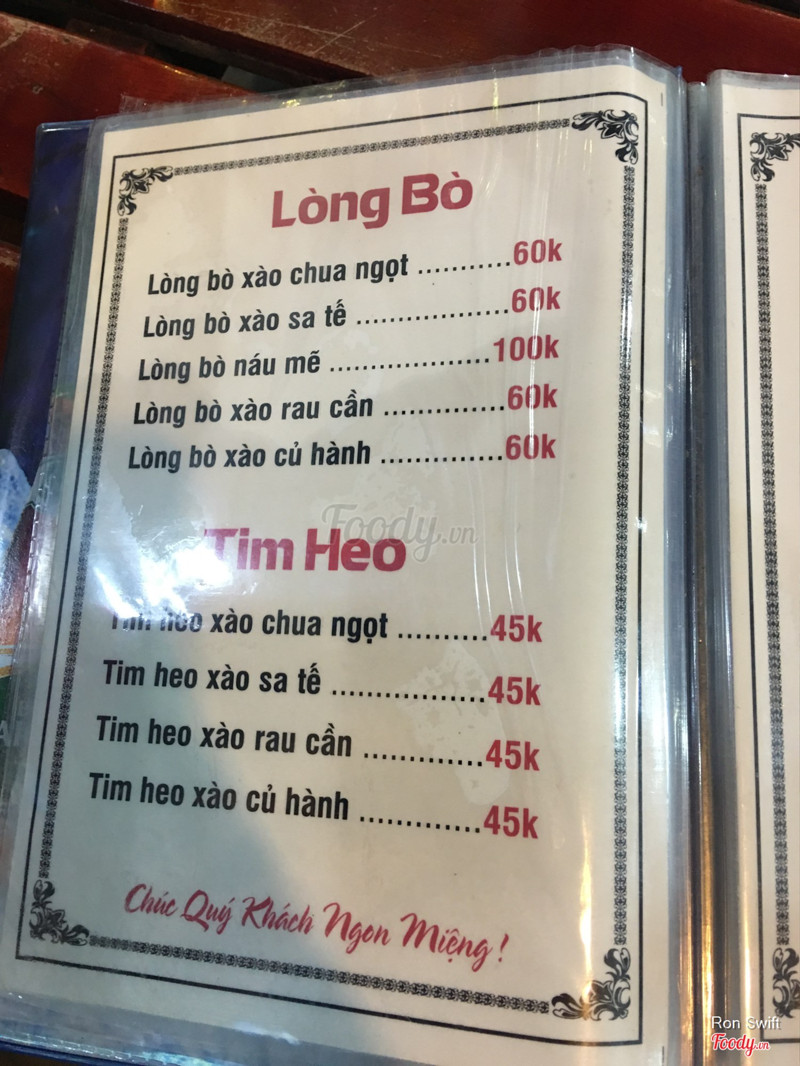 Lòng Bò
Lòng bò xào chua ngọt ...........60k
Lòng bò xào sa tế ..................60k
Lòng bò náu mẽ ...................100k
Lòng bò xào rau cần ..............60k
Lòng bò xào củ hành ..............60k
Foody.vn
Tim Heo
Tim heo xào chua ngọt ...........45k
Tim heo xào sa tế ..................45k
Tim heo xào rau cần ..............45k
Tim heo xào củ hành ..............45k
Chúc Quý Khách Ngon Miệng !
Ron Swift
Foody.vn